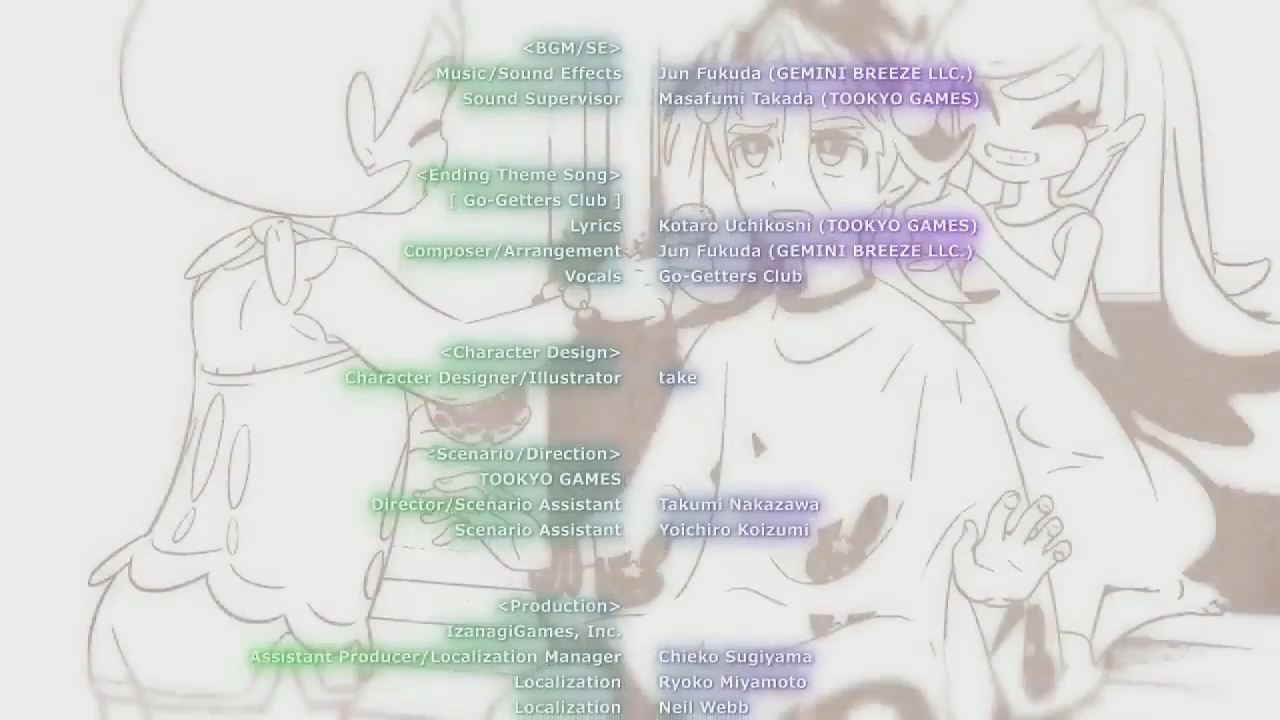 <BGM/SE>
Music/Sound Effects Jun Fukuda (GEMINI BREEZE LLC.)
Sound Supervisor Masafumi Takada (TOOKYO GAMES)
<Ending Theme Song>
[ Go-Getters Club ]
Lyrics Kotaro Uchikoshi (TOOKYO GAMES)
Composer/Arrangement Jun Fukuda (GEMINI BREEZE LLC.)
Vocals Go-Getters Club
<Character Design>
Character Designer/Illustrator take
<Scenario/Direction>
TOOKYO GAMES
Director/Scenario Assistant Takumi Nakazawa
Scenario Assistant Yoichiro Koizumi
<Production>
IzanagiGames, Inc.
Assistant Producer/Localization Manager Chieko Sugiyama
Localization Ryoko Miyamoto
Localization Neil Webb